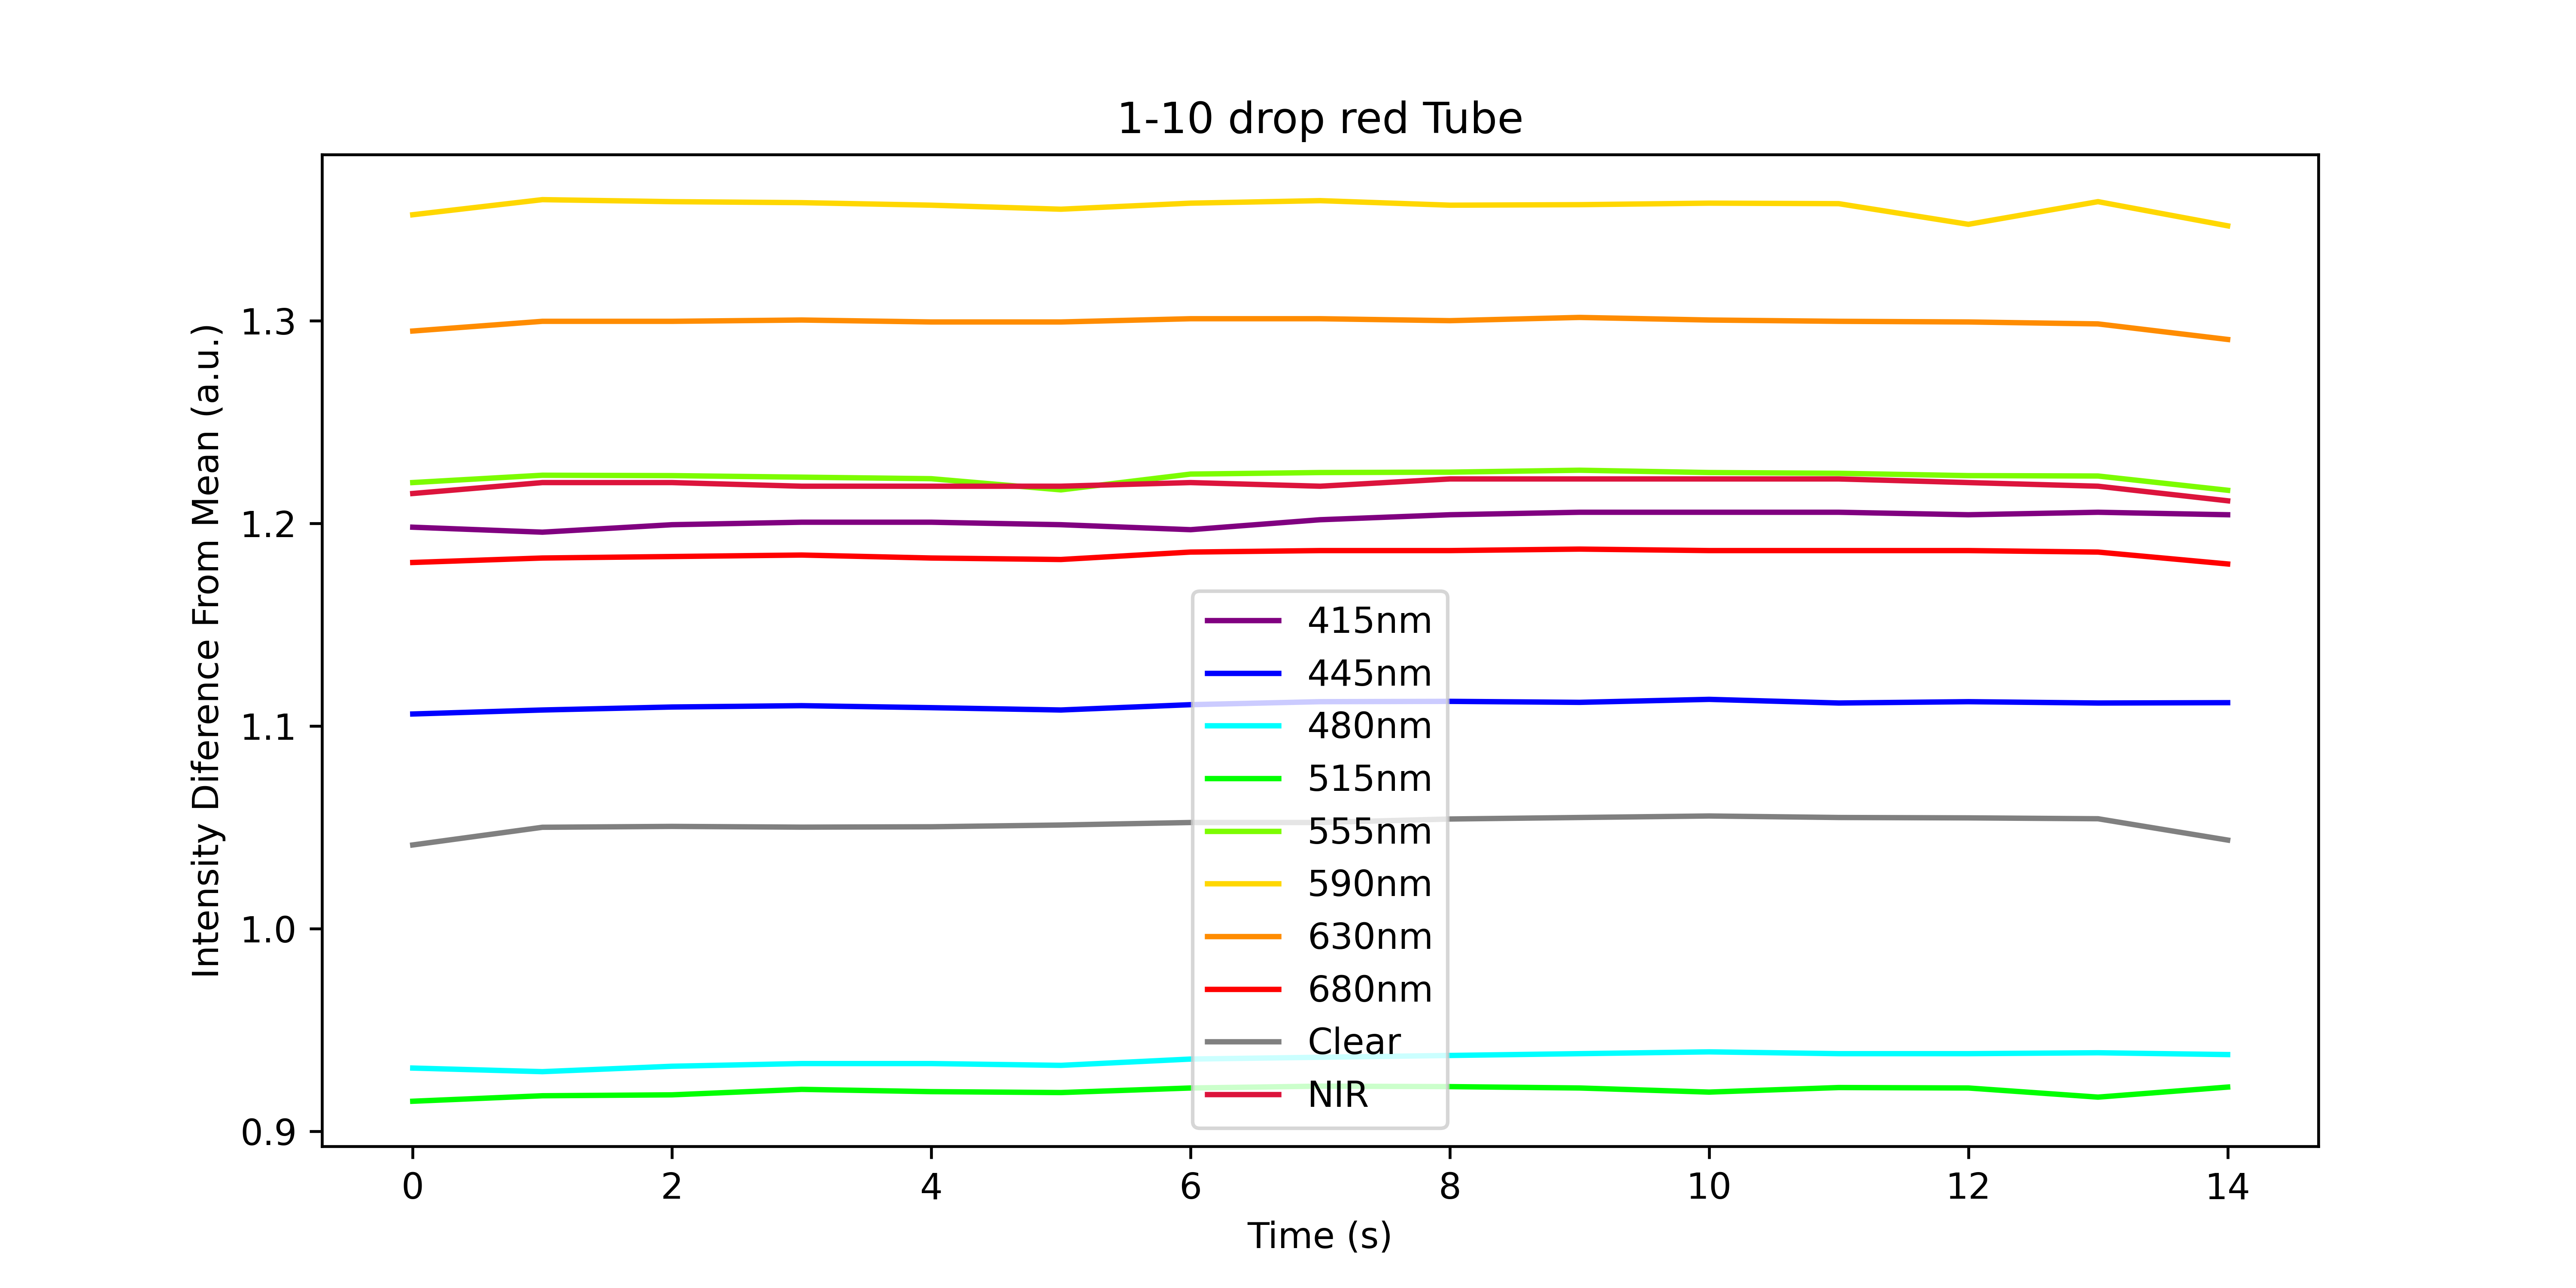 1-10 drop red Tube
Intensity Diference From Mean (a.u.)
1.3
1.2
1.1
1.0
0.9
415nm
445nm
480nm
515nm
555nm
590nm
630nm
680nm
Clear
NIR
0 2 4 6 8 10 12 14
Time (s)